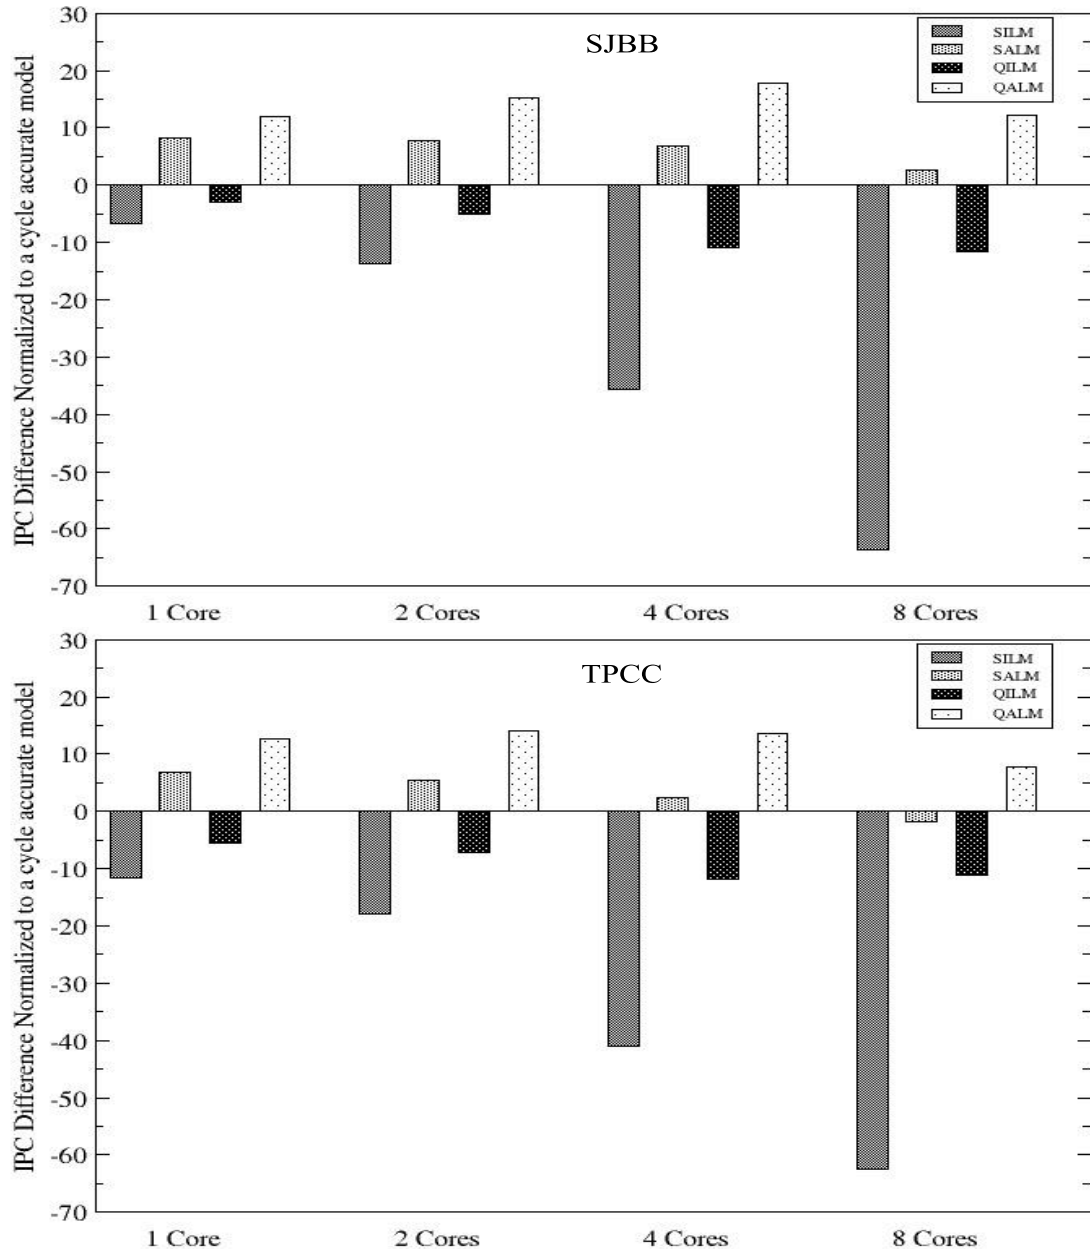 IPC Difference Normalized to a cycle accurate model
30
20
10
0
-10
-20
-30
-40
-50
-60
-70
SJBB
SILM
SALM
QILM
QALM
1 Core 2 Cores 4 Cores 8 Cores
IPC Difference Normalized to a cycle accurate model
30
20
10
0
-10
-20
-30
-40
-50
-60
-70
TPCC
SILM
SALM
QILM
QALM
1 Core 2 Cores 4 Cores 8 Cores